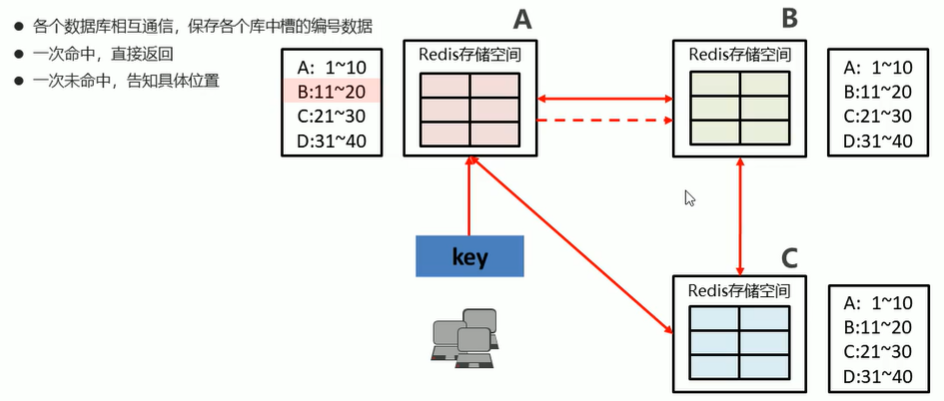 各个数据库相互通信，保存各个库中槽的编号数据
一次命中，直接返回
一次未命中，告知具体位置
A
Redis存储空间
A: 1~10
B:11~20
C:21~30
D:31~40
B
Redis存储空间
A: 1~10
B:11~20
C:21~30
D:31~40
key
C
Redis存储空间
A: 1~10
B:11~20
C:21~30
D:31~40